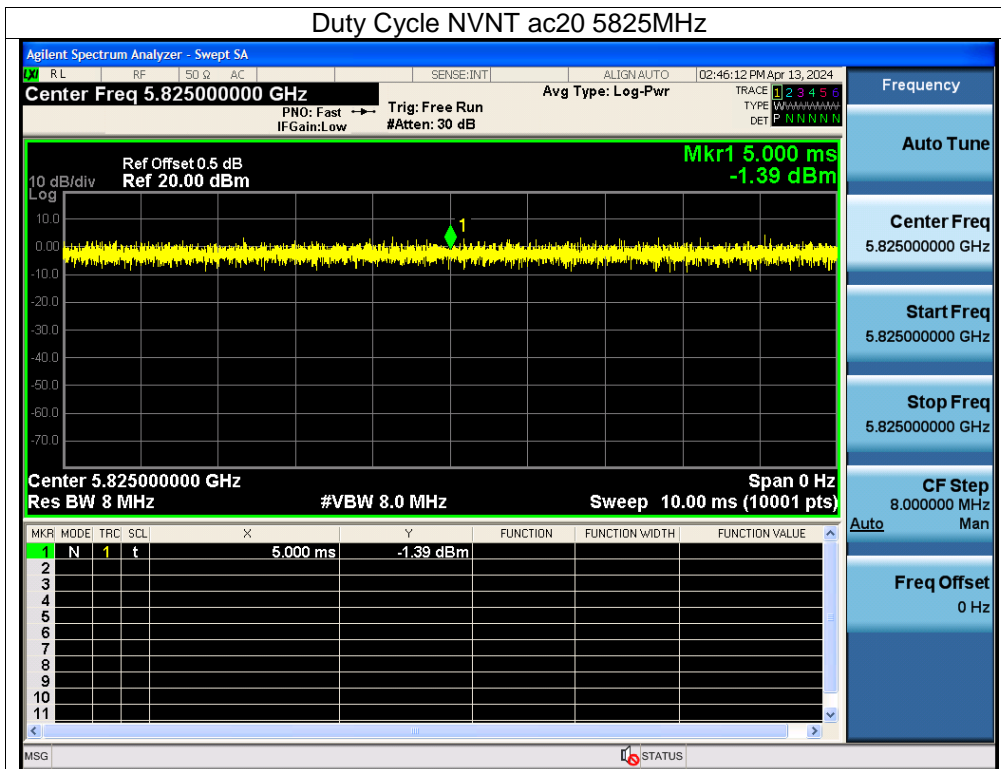 Duty Cycle NVNT ac20 5825MHz
Agilent Spectrum Analyzer - Swept SA
LXI RL RF 50 Ω AC SENSE:INT ALIGN AUTO 02:46:12 PM Apr 13, 2024
Center Freq 5.825000000 GHz
PNO: Fast
IFGain:Low
Trig: Free Run
#Atten: 30 dB
Avg Type: Log-Pwr
TRACE 1 2 3 4 5 6
TYPE WWWWWW
DET P N N N N N
Mkr1 5.000 ms
-1.39 dBm
Ref Offset 0.5 dB
10 dB/div Ref 20.00 dBm
Log
10.0
0.00
-10.0
-20.0
-30.0
-40.0
-50.0
-60.0
-70.0
1
Center 5.825000000 GHz Span 0 Hz
Res BW 8 MHz #VBW 8.0 MHz Sweep 10.00 ms (10001 pts)
MKR MODE TRC SCL X Y FUNCTION FUNCTION WIDTH FUNCTION VALUE
1 N 1 t 5.000 ms -1.39 dBm
2
3
4
5
6
7
8
9
10
11
MSG STATUS
Frequency
Auto Tune
Center Freq
5.825000000 GHz
Start Freq
5.825000000 GHz
Stop Freq
5.825000000 GHz
CF Step
8.000000 MHz
Auto Man
Freq Offset
0 Hz